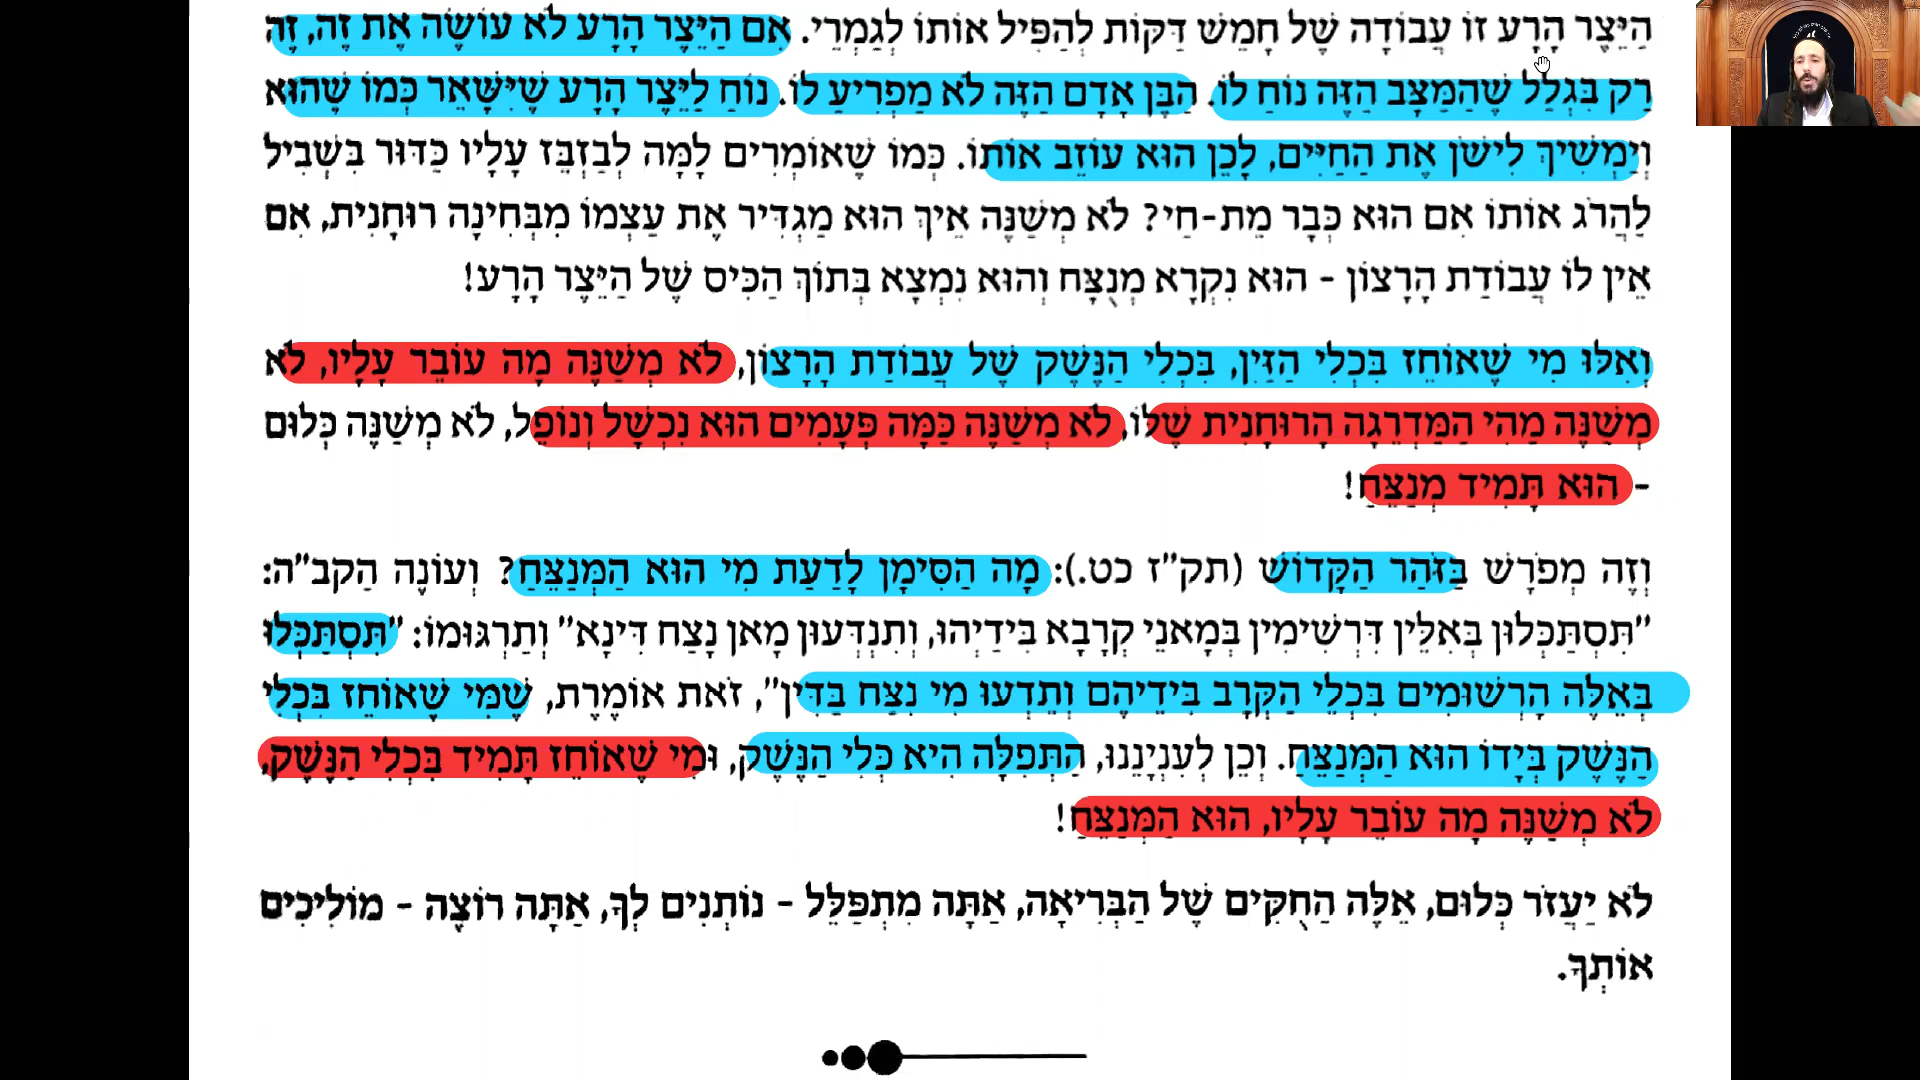 הַיֵּצֶר הָרָע זוֹ עֲבוֹדָה שֶׁל חָמֵשׁ דַּקּוֹת לְהַפִּיל אוֹתוֹ לְגַמְרֵי. אִם הַיֵּצֶר הָרָע לֹא עוֹשֶׂה אֶת זֶה, זֶה
רַק בִּגְלַל שֶׁהַמַּצָּב הַזֶּה נוֹחַ לוֹ. הַבֶּן אָדָם הַזֶּה לֹא מַפְרִיעַ לוֹ. נוֹחַ לַיֵּצֶר הָרָע שֶׁיִּשָּׁאֵר כְּמוֹ שֶׁהוּא
וְיַמְשִׁיךְ לִישֹׁן אֶת הַחַיִּים, לָכֵן הוּא עוֹזֵב אוֹתוֹ. כְּמוֹ שֶׁאוֹמְרִים לָמָּה לְבַזְבֵּז עָלָיו כַּדּוּר בִּשְׁבִיל
לַהֲרֹג אוֹתוֹ אִם הוּא כְּבָר מֵת-חַי? לֹא מְשַׁנֶּה אֵיךְ הוּא מַגְדִּיר אֶת עַצְמוֹ מִבְּחִינָה רוּחָנִית, אִם
אֵין לוֹ עֲבוֹדַת הָרָצוֹן - הוּא נִקְרָא מְנֻצָּח וְהוּא נִמְצָא בְּתוֹךְ הַכִּיס שֶׁל הַיֵּצֶר הָרָע!
וְאִלּוּ מִי שֶׁאוֹחֵז בִּכְלֵי הַזַּיִן, בִּכְלֵי הַנֶּשֶׁק שֶׁל עֲבוֹדַת הָרָצוֹן, לֹא מְשַׁנֶּה מָה עוֹבֵר עָלָיו, לֹא
מְשַׁנֶּה מַהִי הַמַּדְרֵגָה הָרוּחָנִית שֶׁלּוֹ, לֹא מְשַׁנֶּה כַּמָּה פְּעָמִים הוּא נִכְשָׁל וְנוֹפֵל, לֹא מְשַׁנֶּה כְּלוּם
- הוּא תָּמִיד מְנַצֵּחַ!
וְזֶה מְפֹרָשׁ בַּזֹּהַר הַקָּדוֹשׁ (תק"ז כט.): מָה הַסִּימָן לָדַעַת מִי הוּא הַמְּנַצֵּחַ? וְעוֹנֶה הַקב"ה:
"תִּסְתַּכְּלוּן בְּאִלֵּין דִּרְשִׁימִין בְּמָאנֵי קְרָבָא בִּידַיְהוּ, וְתִנְדְּעוּן מָאן נָצַח דִּינָא" וְתַרְגּוּמוֹ: "תִּסְתַּכְּלוּ
בְּאֵלֶּה הָרְשׁוּמִים בִּכְלֵי הַקְּרָב בִּידֵיהֶם וְתֵדְעוּ מִי נִצַּח בַּדִּין", זֹאת אוֹמֶרֶת, שֶׁמִּי שֶׁאוֹחֵז בִּכְלֵי
הַנֶּשֶׁק בְּיָדוֹ הוּא הַמְּנַצֵּחַ. וְכֵן לְעִנְיָנֵנוּ, הַתְּפִלָּה הִיא כְּלֵי הַנֶּשֶׁק, וּמִי שֶׁאוֹחֵז תָּמִיד בִּכְלֵי הַנֶּשֶׁק,
לֹא מְשַׁנֶּה מָה עוֹבֵר עָלָיו, הוּא הַמְּנַצֵּחַ!
לֹא יַעֲזֹר כְּלוּם, אֵלֶּה הַחֻקִּים שֶׁל הַבְּרִיאָה, אַתָּה מִתְפַּלֵּל - נוֹתְנִים לְךָ, אַתָּה רוֹצֶה - מוֹלִיכִים
אוֹתְךָ.